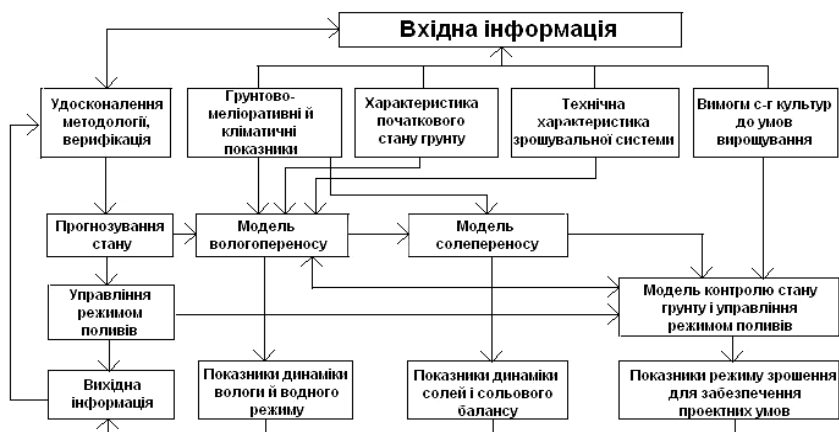 Вхідна інформація
Удосконалення
методології,
верифікація
Грунтово-
меліоративні й
кліматичні
показники
Характеристика
початкового
стану грунту
Технічна
характеристика
зрошувальної
системи
Вимогм с-г культур
до умов
вирощування
Прогнозування
стану
Модель
вологопереносу
Модель
солепереносу
Управління
режимом
поливів
Модель контролю стану
грунту і управління
режимом поливів
Вихідна
інформація
Показники динаміки
вологи й водного
режиму
Показники динаміки
солей і сольового
балансу
Показники режиму зрошення
для забезпечення
проектних умов